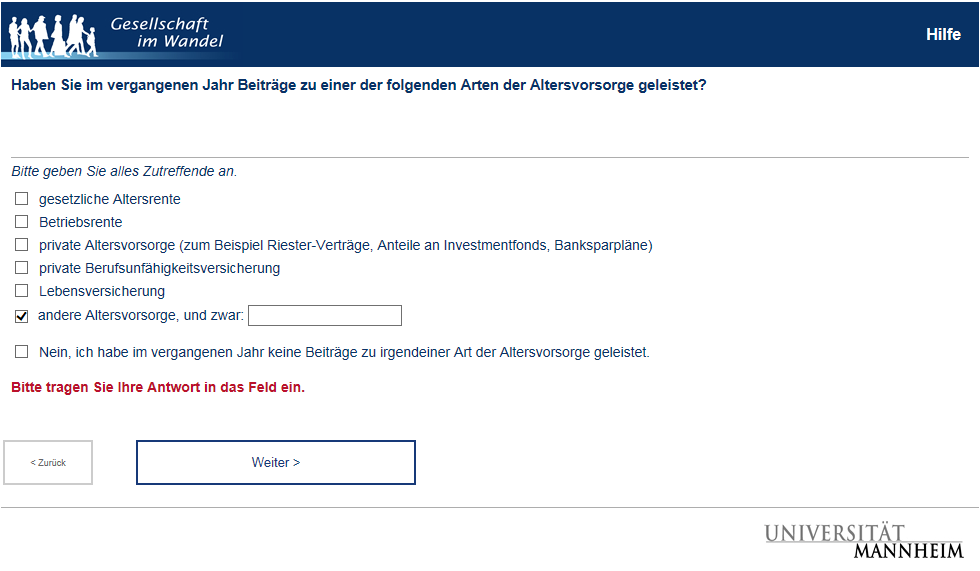 Gesellschaft
im Wandel
Hilfe
Haben Sie im vergangenen Jahr Beiträge zu einer der folgenden Arten der Altersvorsorge geleistet?
Bitte geben Sie alles Zutreffende an.
gesetzliche Altersrente
Betriebsrente
private Altersvorsorge (zum Beispiel Riester-Verträge, Anteile an Investmentfonds, Banksparpläne)
private Berufsunfähigkeitsversicherung
Lebensversicherung
andere Altersvorsorge, und zwar:
Nein, ich habe im vergangenen Jahr keine Beiträge zu irgendeiner Art der Altersvorsorge geleistet.
Bitte tragen Sie Ihre Antwort in das Feld ein.
< Zurück
Weiter >
UNIVERSITÄT
MANNHEIM